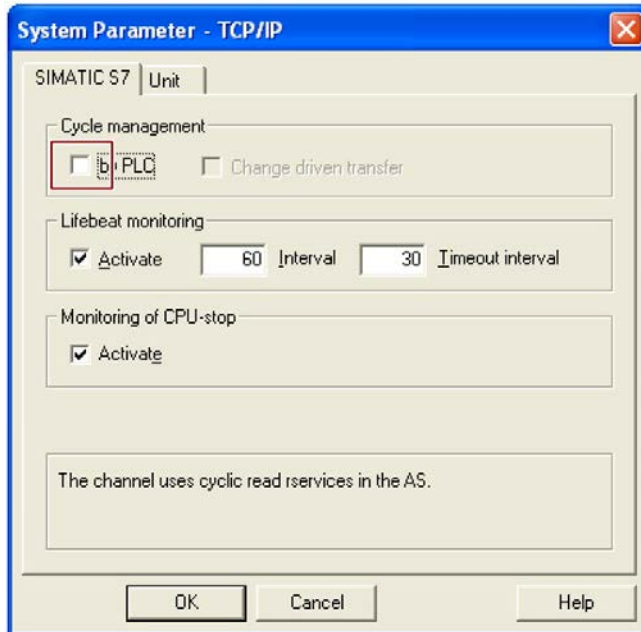 System Parameter - TCP/IP
SIMATIC S7 Unit
Cycle management
by PLC Change driven transfer
Lifebeat monitoring
Activate 60 Interval 30 Timeout interval
Monitoring of CPU-stop
Activate
The channel uses cyclic read rservices in the AS.
OK Cancel Help